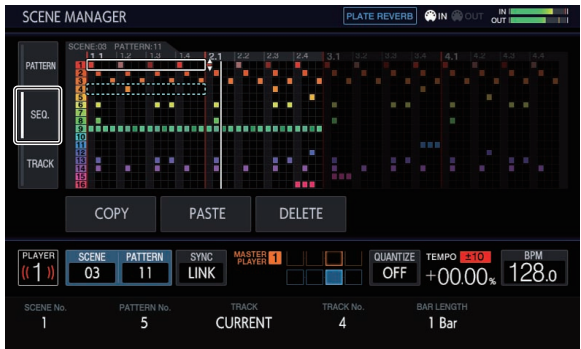 SCENE MANAGER
PLATE REVERB IN OUT IN
OUT
SCENE:03 PATTERN:11
1.1 1.2 1.3 1.4 2.1 2.2 2.3 2.4 3.1 3.2 3.3 3.4 4.1 4.2 4.3 4.4
PATTERN
SEQ.
TRACK
1
2
3
4
5
6
7
8
9
10
11
12
13
14
15
16
COPY PASTE DELETE
PLAYER SCENE PATTERN SYNC MASTER PLAYER 1 QUANTIZE TEMPO ±10 BPM
1 03 11 LINK OFF +00.00% 128.0
SCENE No. PATTERN No. TRACK TRACK No. BAR LENGTH
1 5 CURRENT 4 1 Bar